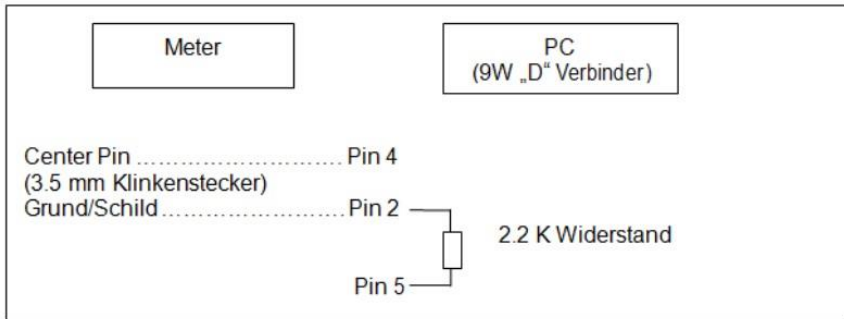 Meter
PC
(9W „D“ Verbinder)
Center Pin ............................ Pin 4
(3.5 mm Klinkenstecker)
Grund/Schild ......................... Pin 2
2.2 K Widerstand
Pin 5